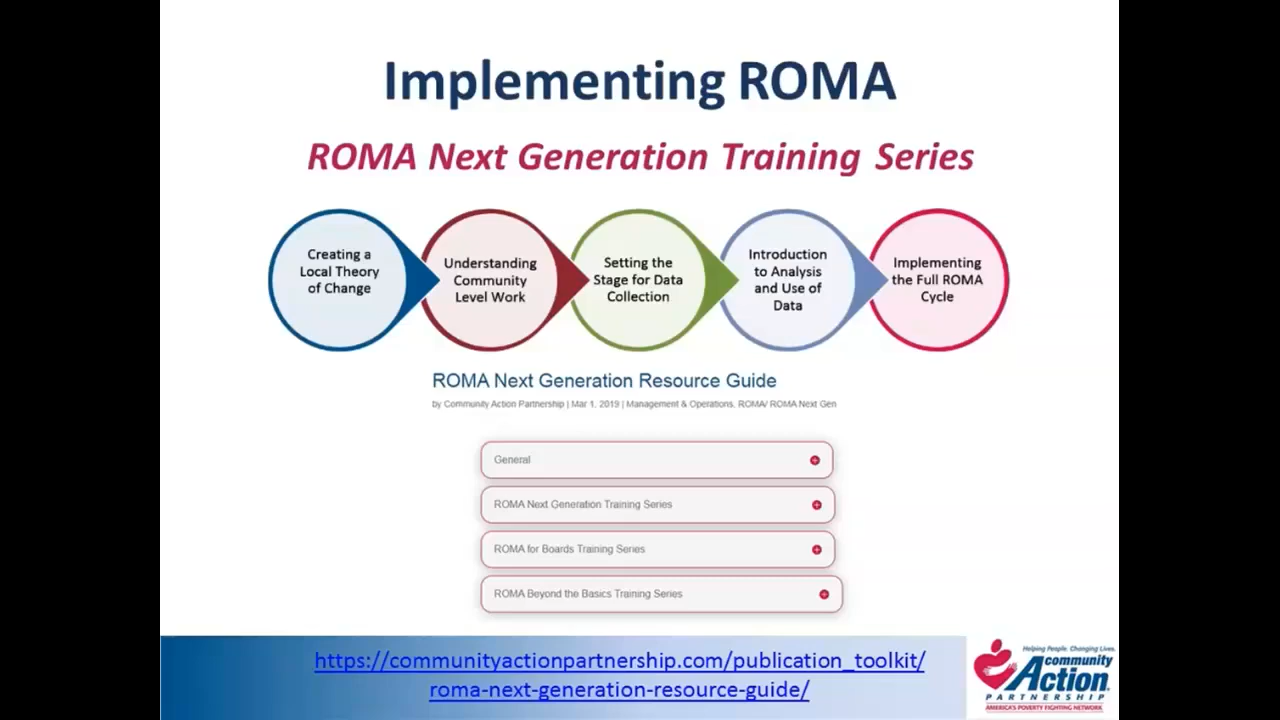 Implementing ROMA
ROMA Next Generation Training Series
Creating a
Local Theory
of Change
Understanding
Community
Level Work
Setting the
Stage for Data
Collection
Introduction
to Analysis
and Use of
Data
Implementing
the Full ROMA
Cycle
ROMA Next Generation Resource Guide
by Community Action Partnership | Mar 1, 2019 | Management & Operations, ROMA/ ROMA Next Gen
General
ROMA Next Generation Training Series
ROMA for Boards Training Series
ROMA Beyond the Basics Training Series
https://communityactionpartnership.com/publication_toolkit/
roma-next-generation-resource-guide/
Helping People. Changing Lives.
community
Action
PARTNERSHIP
AMERICA'S POVERTY FIGHTING NETWORK